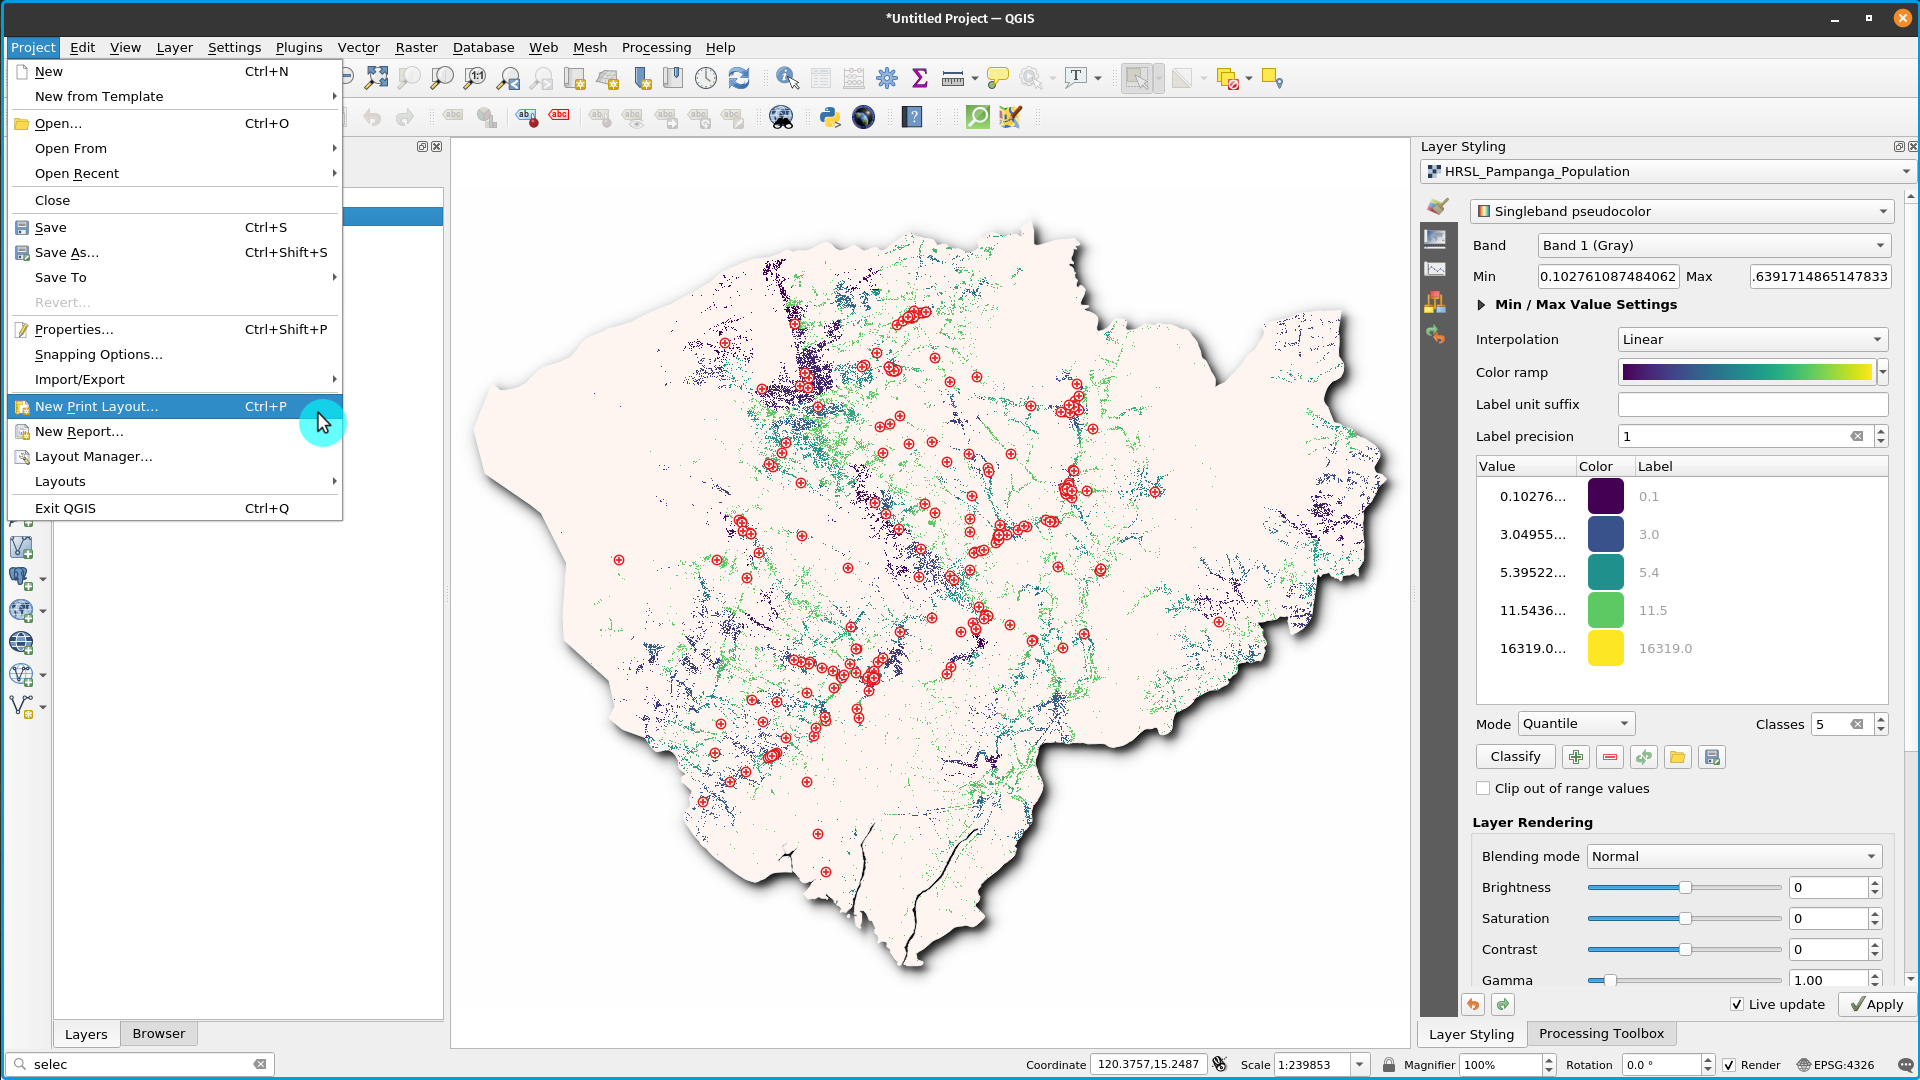 *Untitled Project — QGIS
Project Edit View Layer Settings Plugins Vector Raster Database Web Mesh Processing Help
New Ctrl+N
New from Template
Open... Ctrl+O
Open From
Open Recent
Close
Save Ctrl+S
Save As... Ctrl+Shift+S
Save To
Revert...
Properties... Ctrl+Shift+P
Snapping Options...
Import/Export
New Print Layout... Ctrl+P
New Report...
Layout Manager...
Layouts
Exit QGIS Ctrl+Q
Layers Browser
Layer Styling
HRSL_Pampanga_Population
Singleband pseudocolor
Band Band 1 (Gray)
Min 0.102761087484062 Max .6391714865147833
Min / Max Value Settings
Interpolation Linear
Color ramp
Label unit suffix
Label precision 1
Value Color Label
0.10276... 0.1
3.04955... 3.0
5.39522... 5.4
11.5436... 11.5
16319.0... 16319.0
Mode Quantile Classes 5
Classify
Clip out of range values
Layer Rendering
Blending mode Normal
Brightness 0
Saturation 0
Contrast 0
Gamma 1.00
Live update Apply
Layer Styling Processing Toolbox
selec
Coordinate 120.3757,15.2487 Scale 1:239853 Magnifier 100% Rotation 0.0 ° Render EPSG:4326